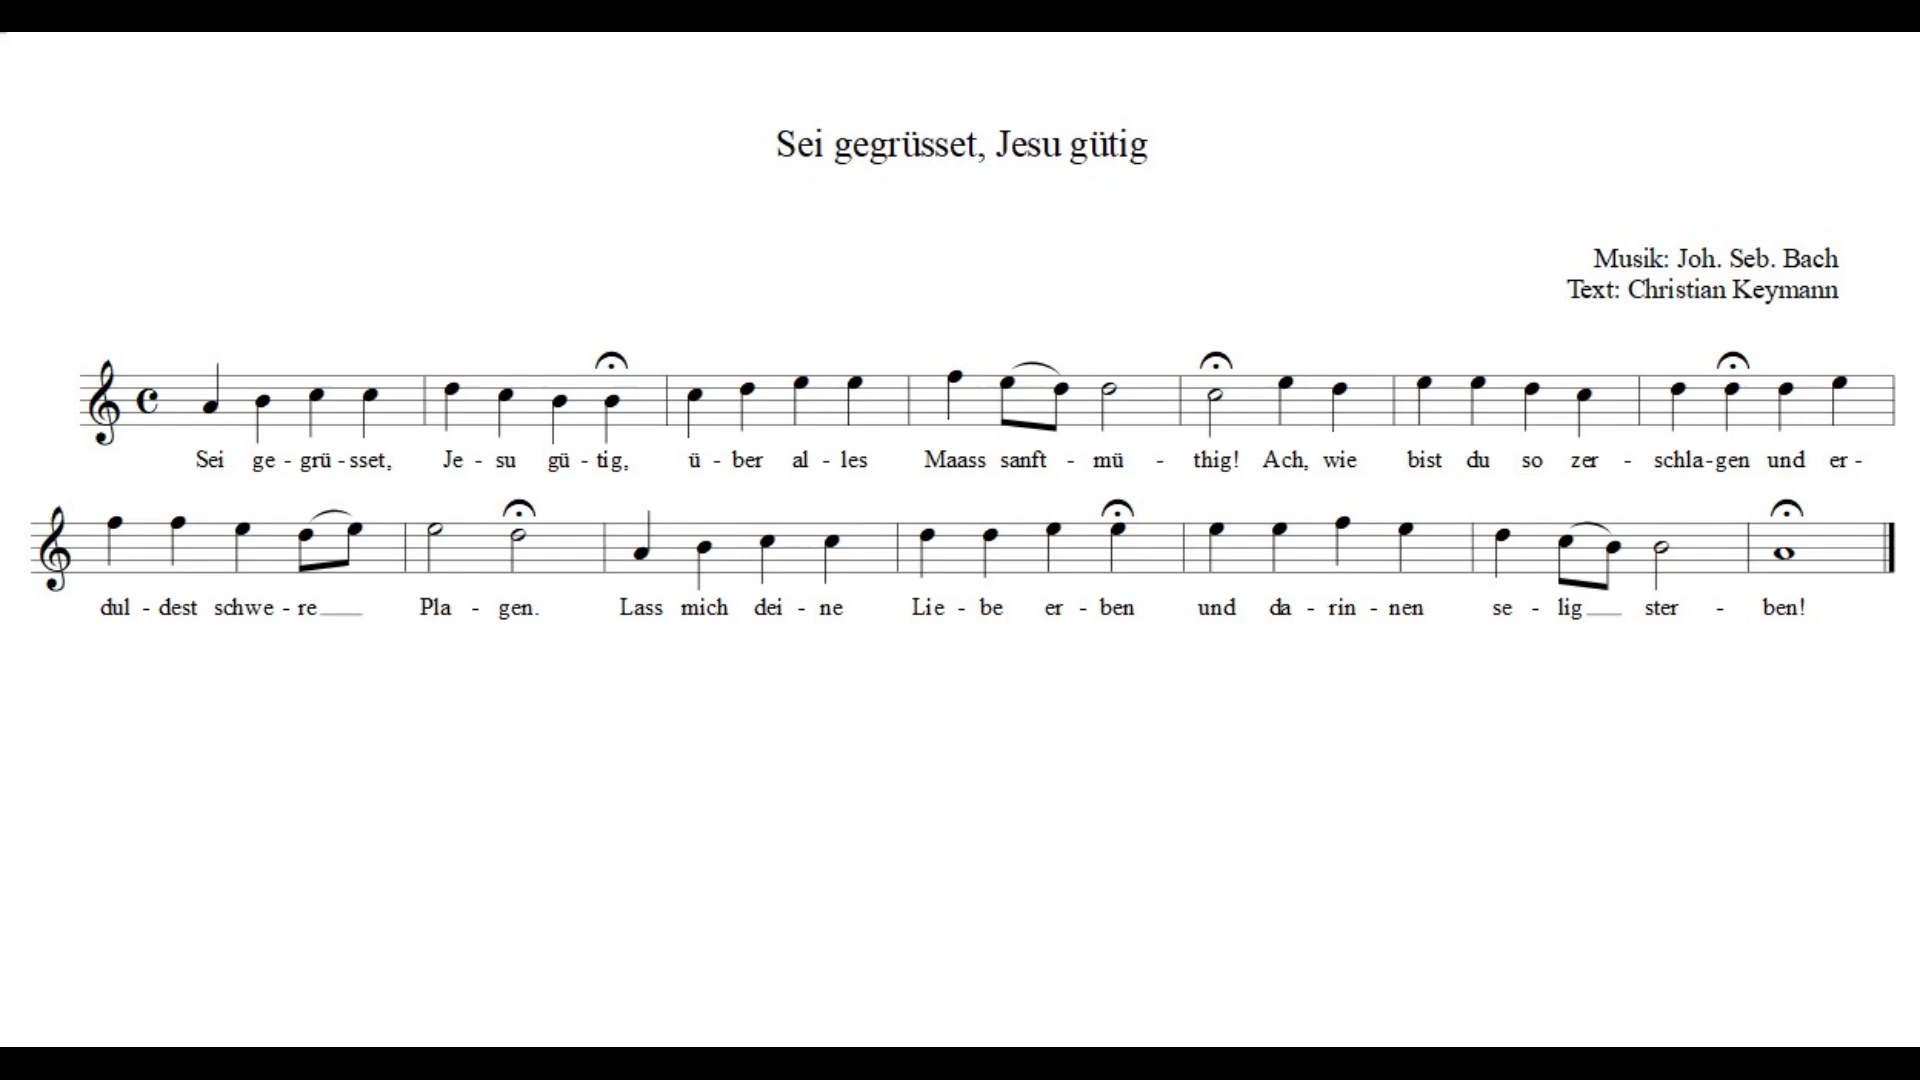 Sei gegrüsset, Jesu gütig
Musik: Joh. Seb. Bach
Text: Christian Keymann
Sei ge - grü - sset, Je - su gü - tig, ü - ber al - les Maass sanft - mü - thig! Ach, wie bist du so zer - schla - gen und er -
dul - dest schwe - re Pla - gen. Lass mich dei - ne Lie - be er - ben und da - rin - nen se - lig ster - ben!